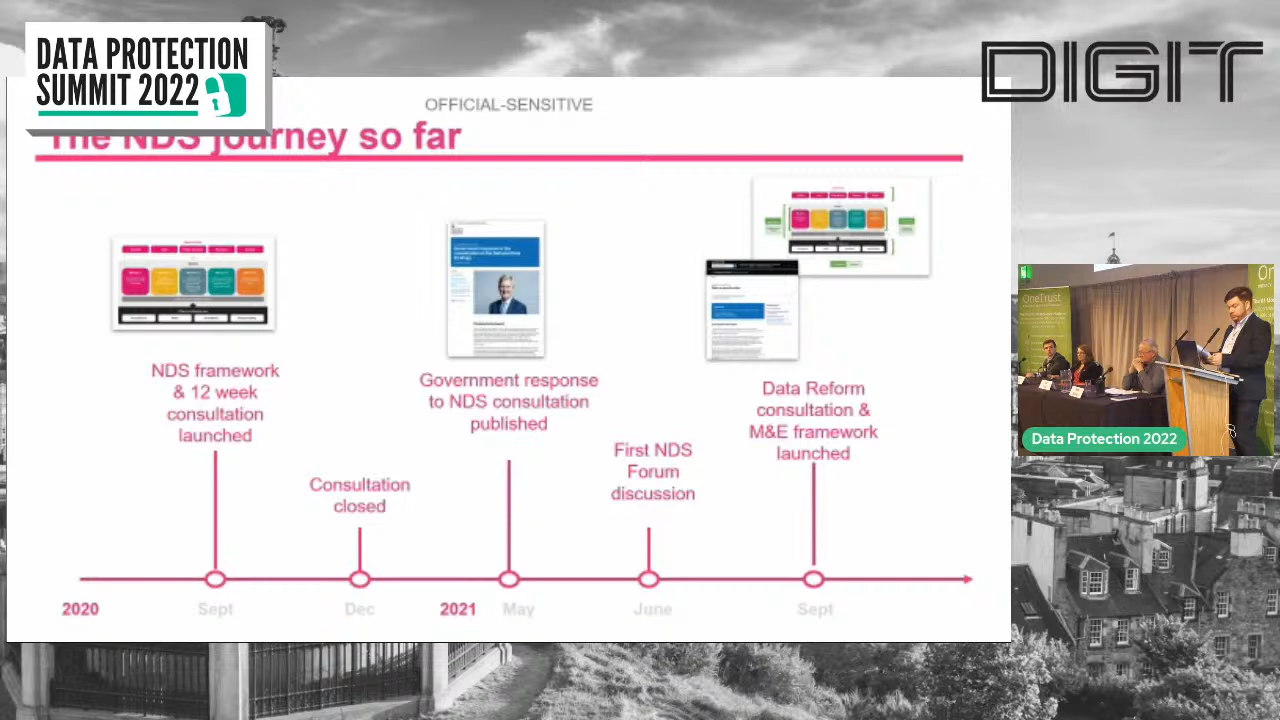 DATA PROTECTION
SUMMIT 2022
DIGIT
OFFICIAL-SENSITIVE
The NDS journey so far
NDS framework
& 12 week
consultation
launched
Consultation
closed
Government response
to NDS consultation
published
First NDS
Forum
discussion
Data Reform
consultation &
M&E framework
launched
2020
Sept
Dec
2021
May
June
Sept
OneTrust
Data Protection 2022